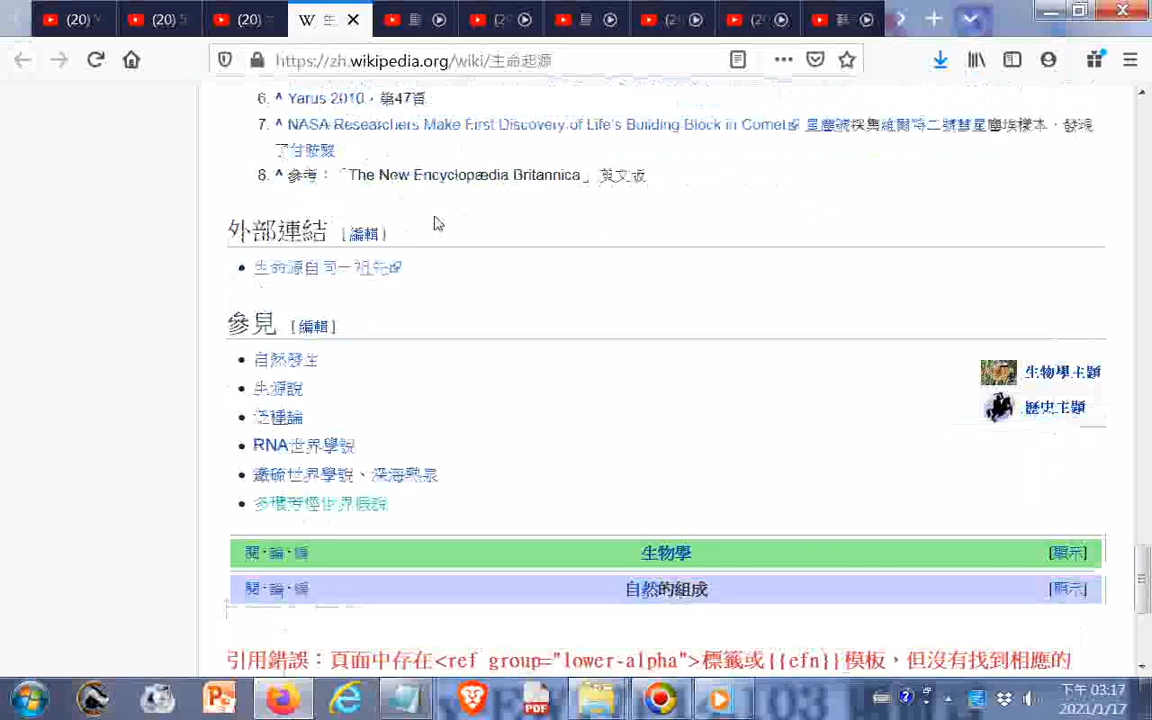 (20)
(20)
(20)
W 生
https://zh.wikipedia.org/wiki/生命起源
6. ^ Yarus 2010，第47頁
7. ^ NASA Researchers Make First Discovery of Life's Building Block in Comet 星塵號採集維爾特二號彗星塵埃樣本，發現
了甘胺酸
8. ^ 參考：「The New Encyclopædia Britannica」英文版
外部連結 [編輯]
生命源自同一祖先
參見 [編輯]
自然發生
生源說
泛種論
RNA世界學說
鐵硫世界學說、深海熱泉
多環芳烴世界假說
生物學主題
歷史主題
閱·論·編 生物學 [顯示]
閱·論·編 自然的組成 [顯示]
引用錯誤：頁面中存在<ref group="lower-alpha">標籤或{{efn}}模板，但沒有找到相應的
下午 03:17
2021/1/17